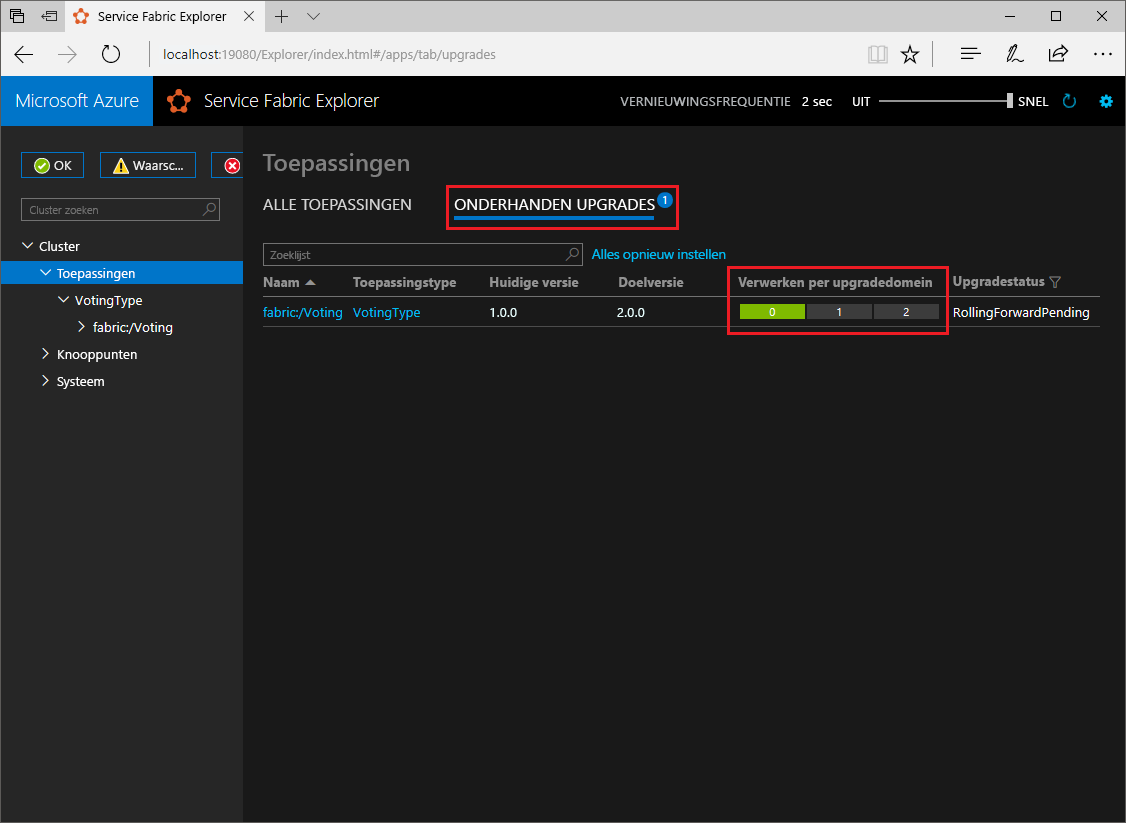 Service Fabric Explorer
localhost:19080/Explorer/index.html#/apps/tab/upgrades
Microsoft Azure
Service Fabric Explorer
VERNIEUWINGSFREQUENTIE 2 sec UIT SNEL
OK
Waarsc...
Cluster zoeken
Cluster
Toepassingen
VotingType
fabric:/Voting
Knooppunten
Systeem
Toepassingen
ALLE TOEPASSINGEN ONDERHANDEN UPGRADES 1
Zoeklijst Alles opnieuw instellen
Naam Toepassingstype Huidige versie Doelversie Verwerken per upgradedomein Upgradestatus
fabric:/Voting VotingType 1.0.0 2.0.0 0 1 2 RollingForwardPending